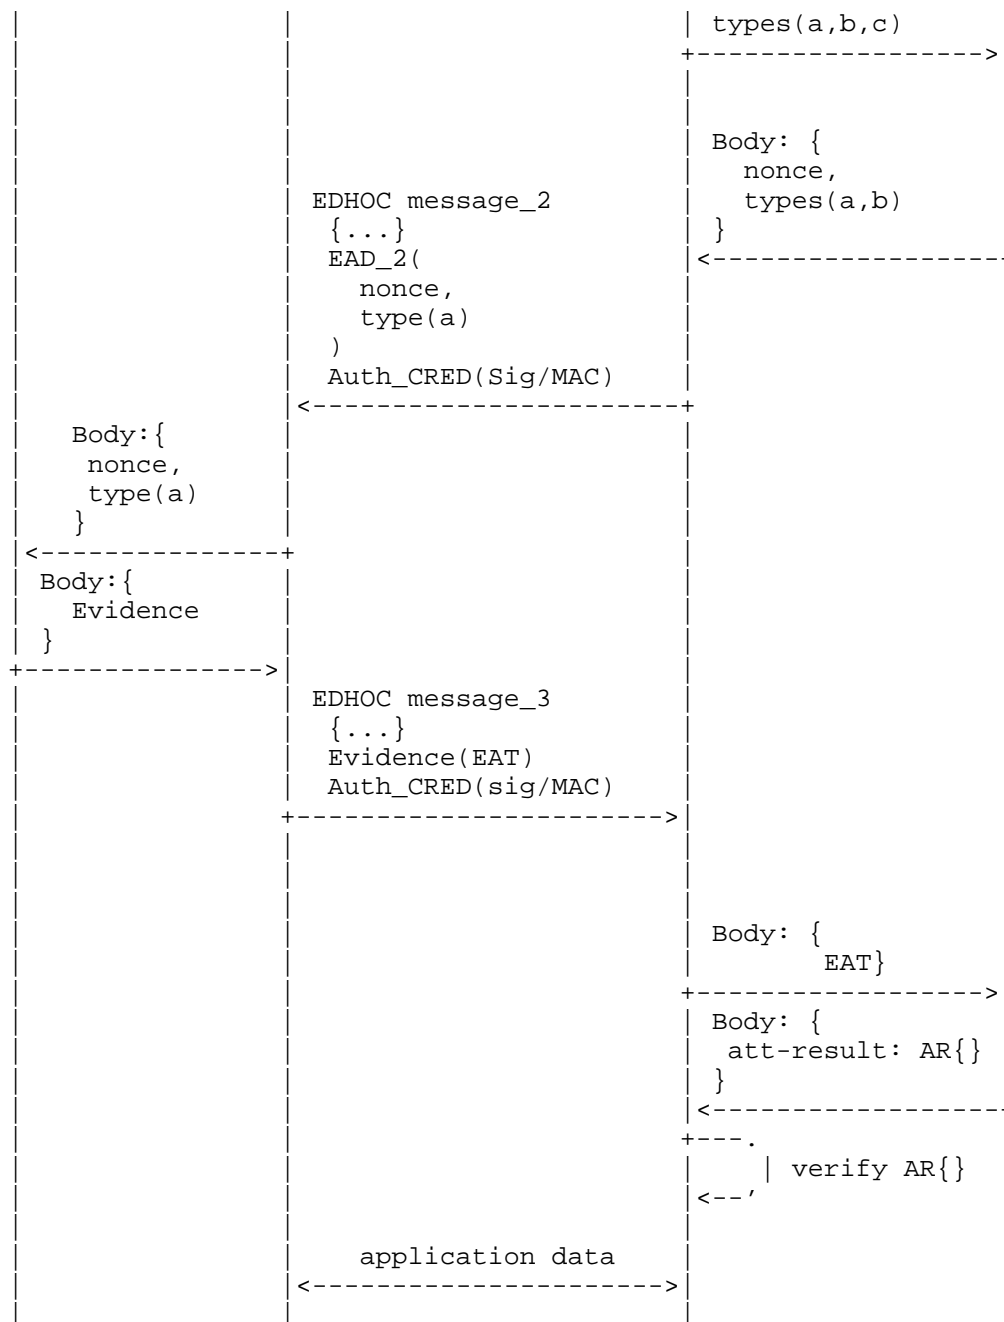 types(a,b,c)
Body: {
nonce,
EDHOC message_2
types(a,b)
{...}
}
EAD_2(
nonce,
type(a)
)
Auth_CRED(Sig/MAC)
Body:{
nonce,
type(a)
}
Body:{
Evidence
}
EDHOC message_3
{...}
Evidence(EAT)
Auth_CRED(sig/MAC)
Body: {
EAT}
Body: {
att-result: AR{}
}
verify AR{}
application data